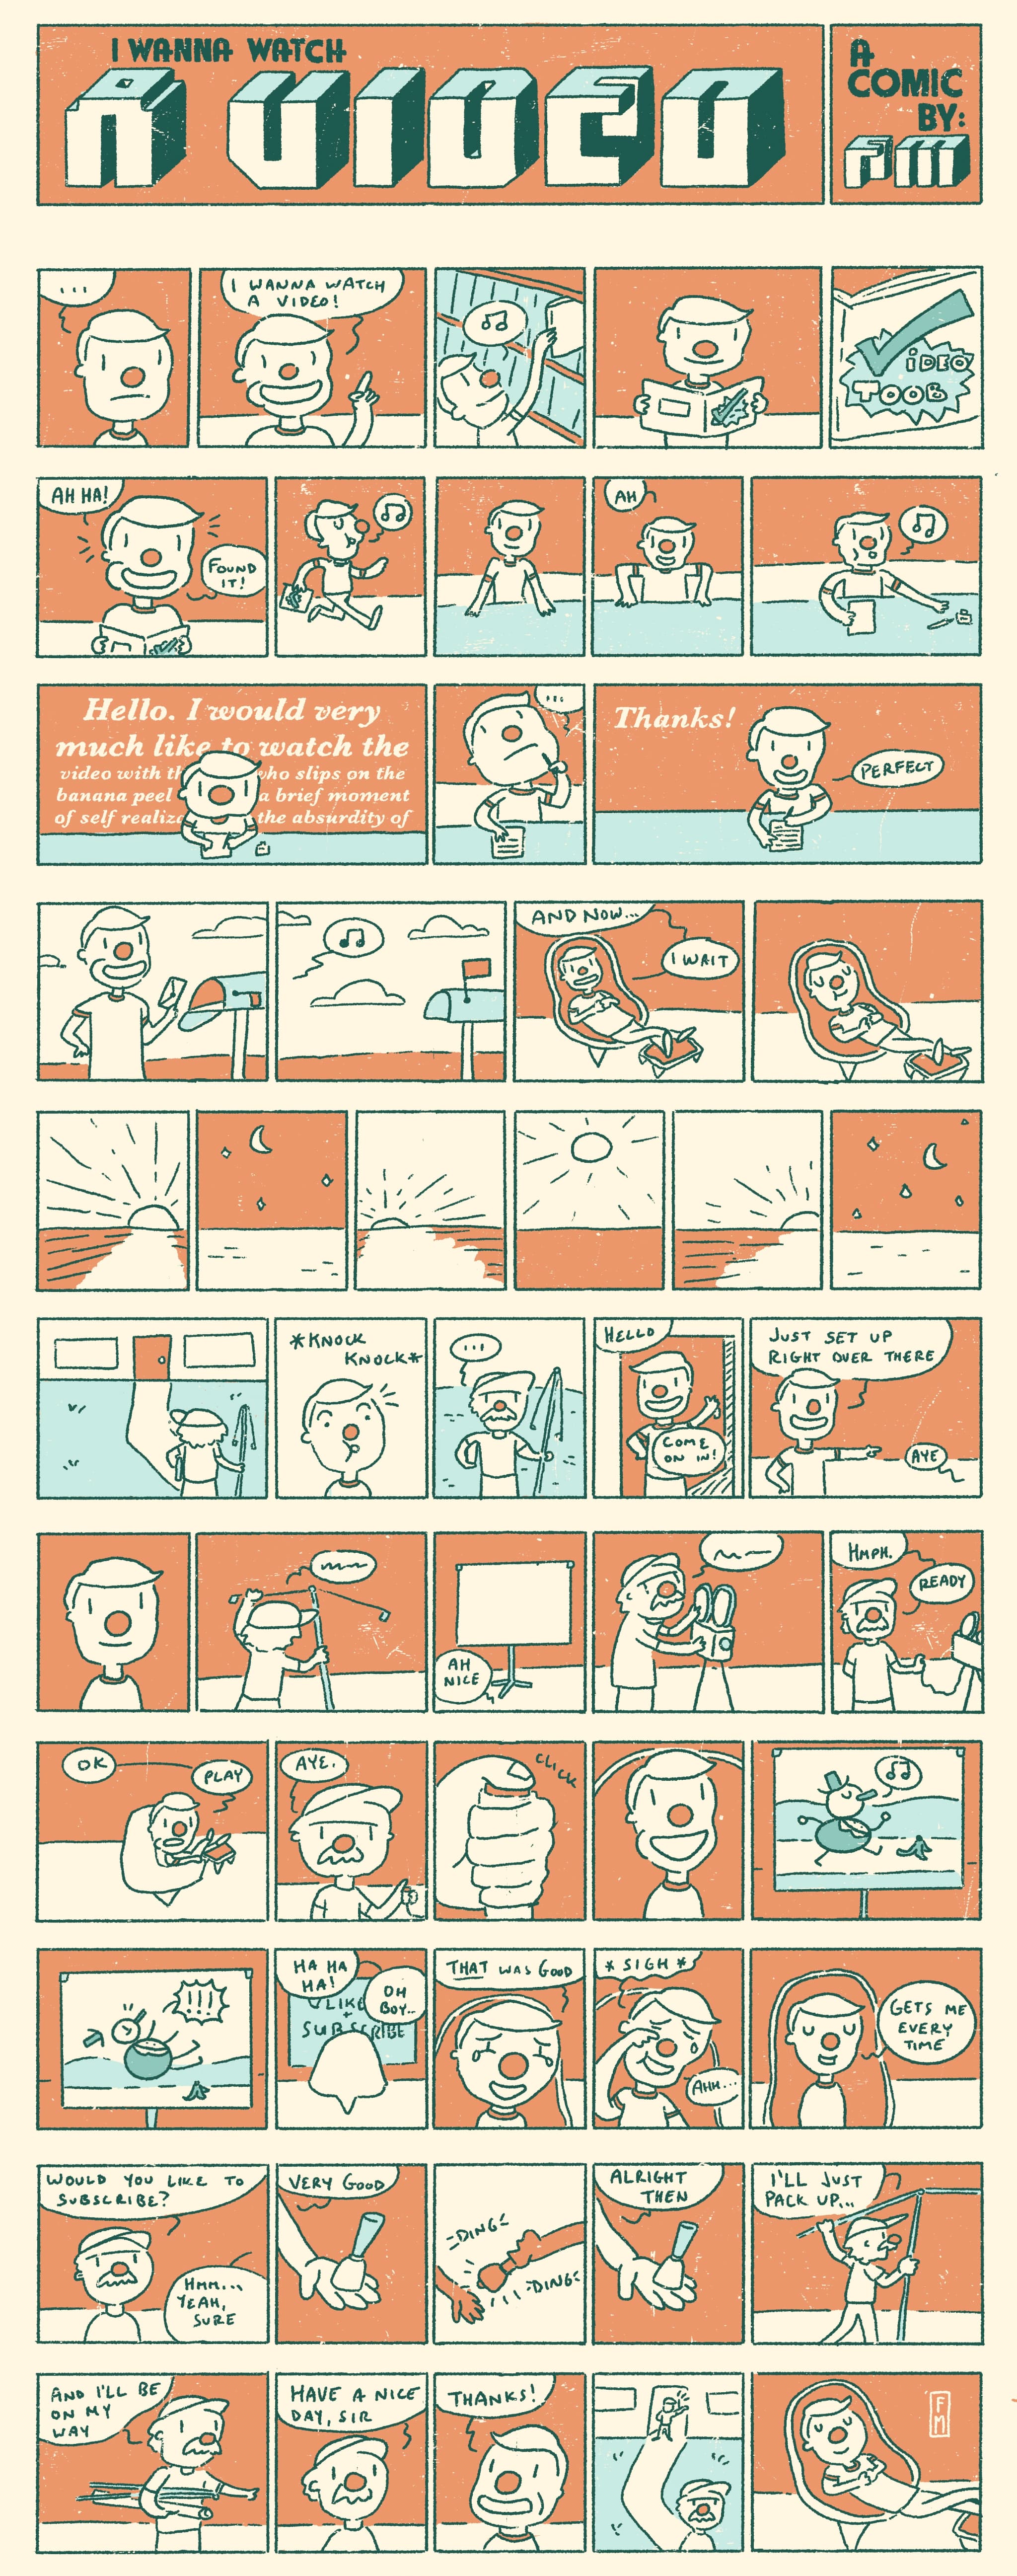 I WANNA WATCH
A VIDEO
A
COMIC
BY:
FM
...
I WANNA WATCH
A VIDEO!
VIDEO
TOOB
AH HA!
FOUND
IT!
AH
Hello. I would very
much like to watch the
video with th
who slips on the
banana peel
a brief moment
of self realiz
the absurdity of
...
Thanks!
PERFECT
AND NOW...
I WAIT
*KNOCK
KNOCK*
...
HELLO
COME
ON IN!
JUST SET UP
RIGHT OVER THERE
AYE
AH
NICE
HMPH.
READY
OK
PLAY
AYE.
CLICK
!!!
HA HA
HA!
OH
BOY...
LIKE
+
SUBSCRIBE
THAT WAS GOOD
* SIGH *
AHH...
GETS ME
EVERY
TIME
WOULD YOU LIKE TO
SUBSCRIBE?
HMM...
YEAH,
SURE
VERY GOOD
-DING-
-DING-
ALRIGHT
THEN
I'LL JUST
PACK UP...
AND I'LL BE
ON MY
WAY
HAVE A NICE
DAY, SIR
THANKS!
F
M